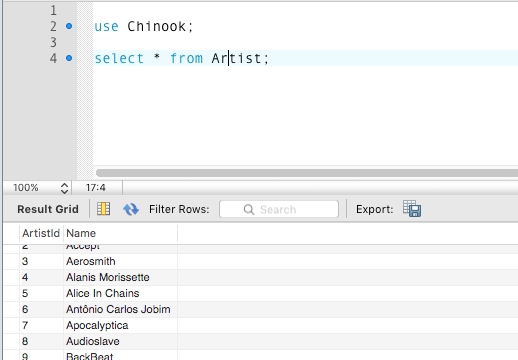 1
2 use Chinook;
3
4 select * from Artist;
100% 17:4
Result Grid Filter Rows: Search Export:
ArtistId Name
2 Accept
3 Aerosmith
4 Alanis Morissette
5 Alice In Chains
6 Antônio Carlos Jobim
7 Apocalyptica
8 Audioslave
9 BackBeat